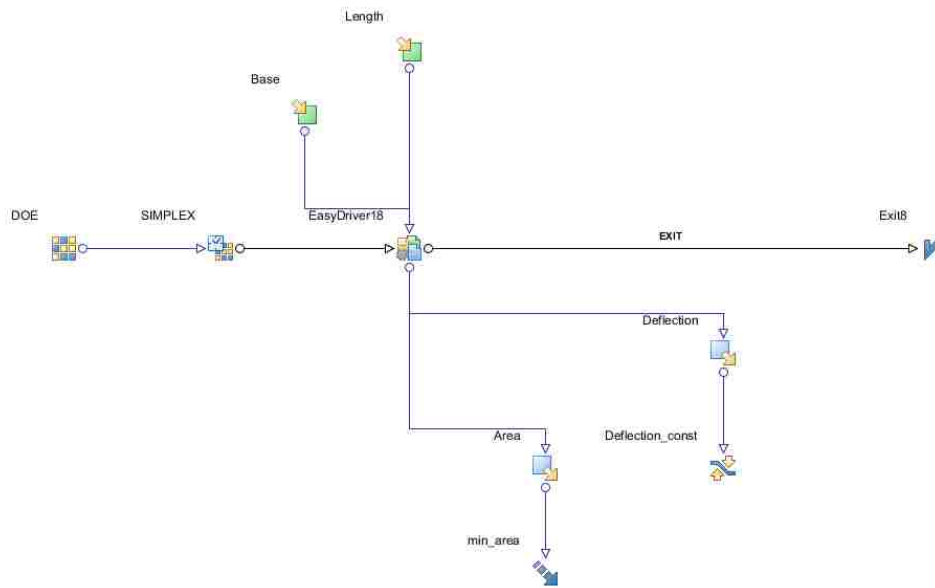 Length
Base
DOE
SIMPLEX
EasyDriver18
Exit8
EXIT
Deflection
Area
Deflection_const
min_area